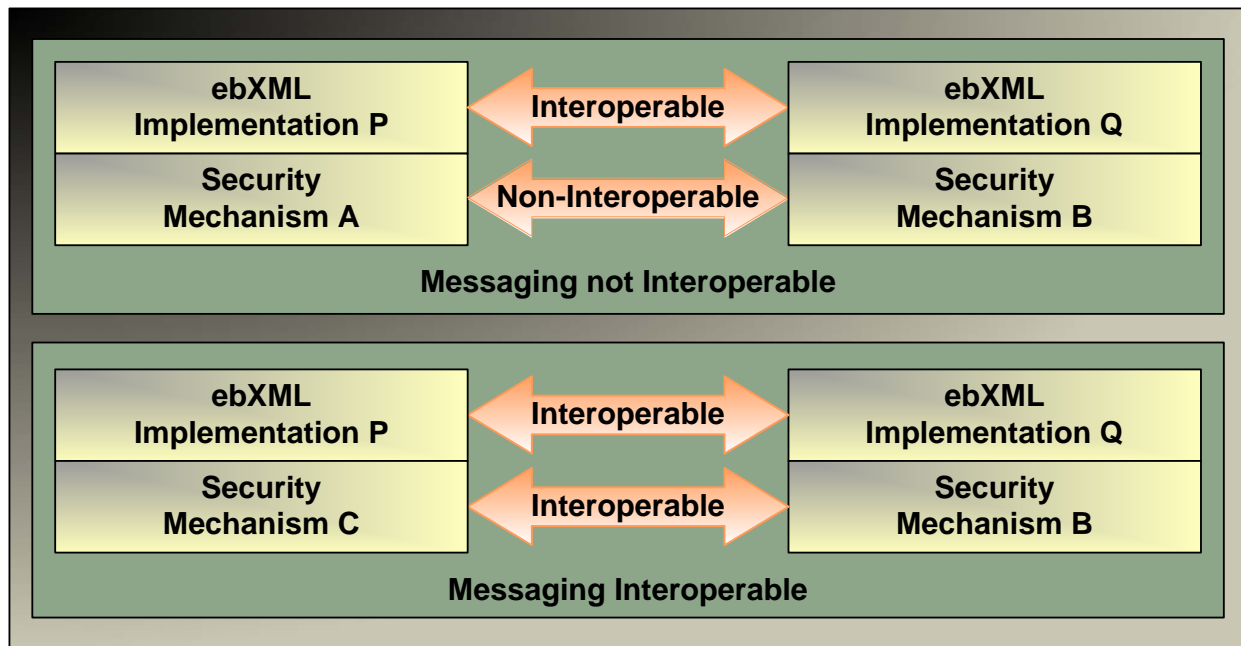 ebXML
Implementation P
Interoperable
ebXML
Implementation Q
Security
Mechanism A
Non-Interoperable
Security
Mechanism B
Messaging not Interoperable
ebXML
Implementation P
Interoperable
ebXML
Implementation Q
Security
Mechanism C
Interoperable
Security
Mechanism B
Messaging Interoperable